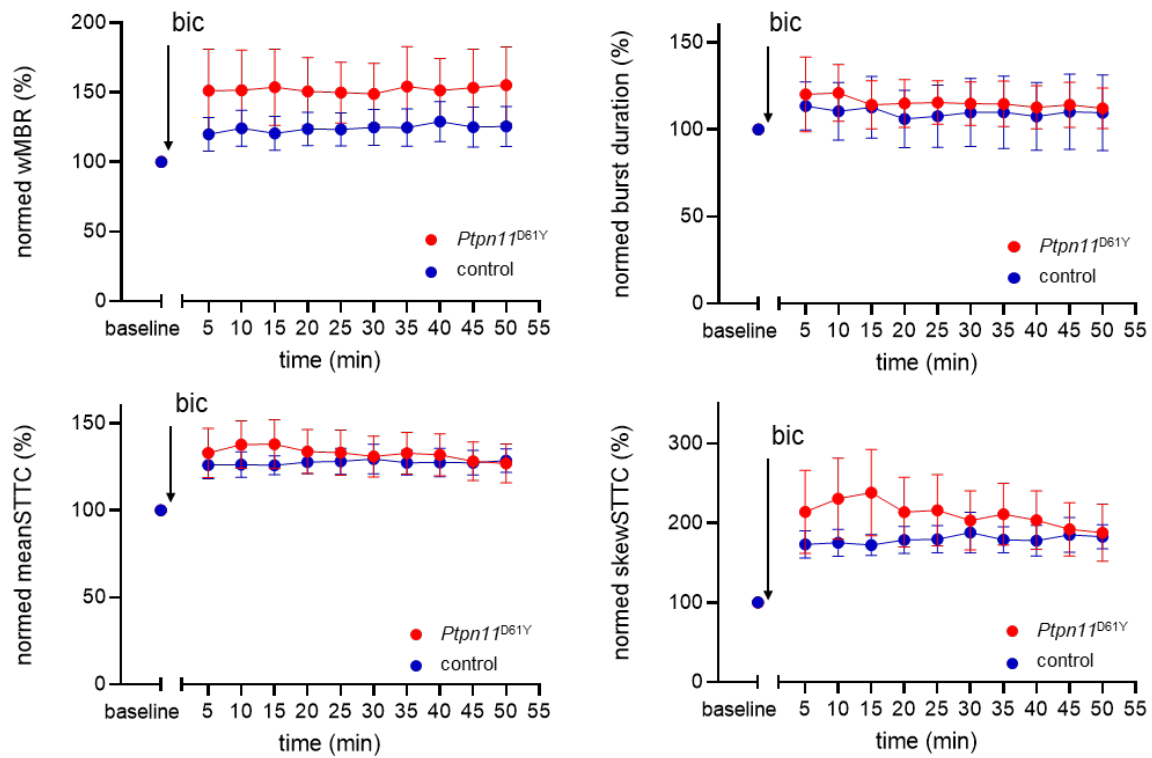 normed wMBR (%)
200
150
100
50
0
bic
Ptpn11D61Y
control
baseline
5 10 15 20 25 30 35 40 45 50 55
time (min)
normed burst duration (%)
150
100
50
0
bic
Ptpn11D61Y
control
baseline
5 10 15 20 25 30 35 40 45 50 55
time (min)
normed meanSTTC (%)
150
100
50
0
bic
Ptpn11D61Y
control
baseline
5 10 15 20 25 30 35 40 45 50 55
time (min)
normed skewSTTC (%)
300
200
100
0
bic
Ptpn11D61Y
control
baseline
5 10 15 20 25 30 35 40 45 50 55
time (min)